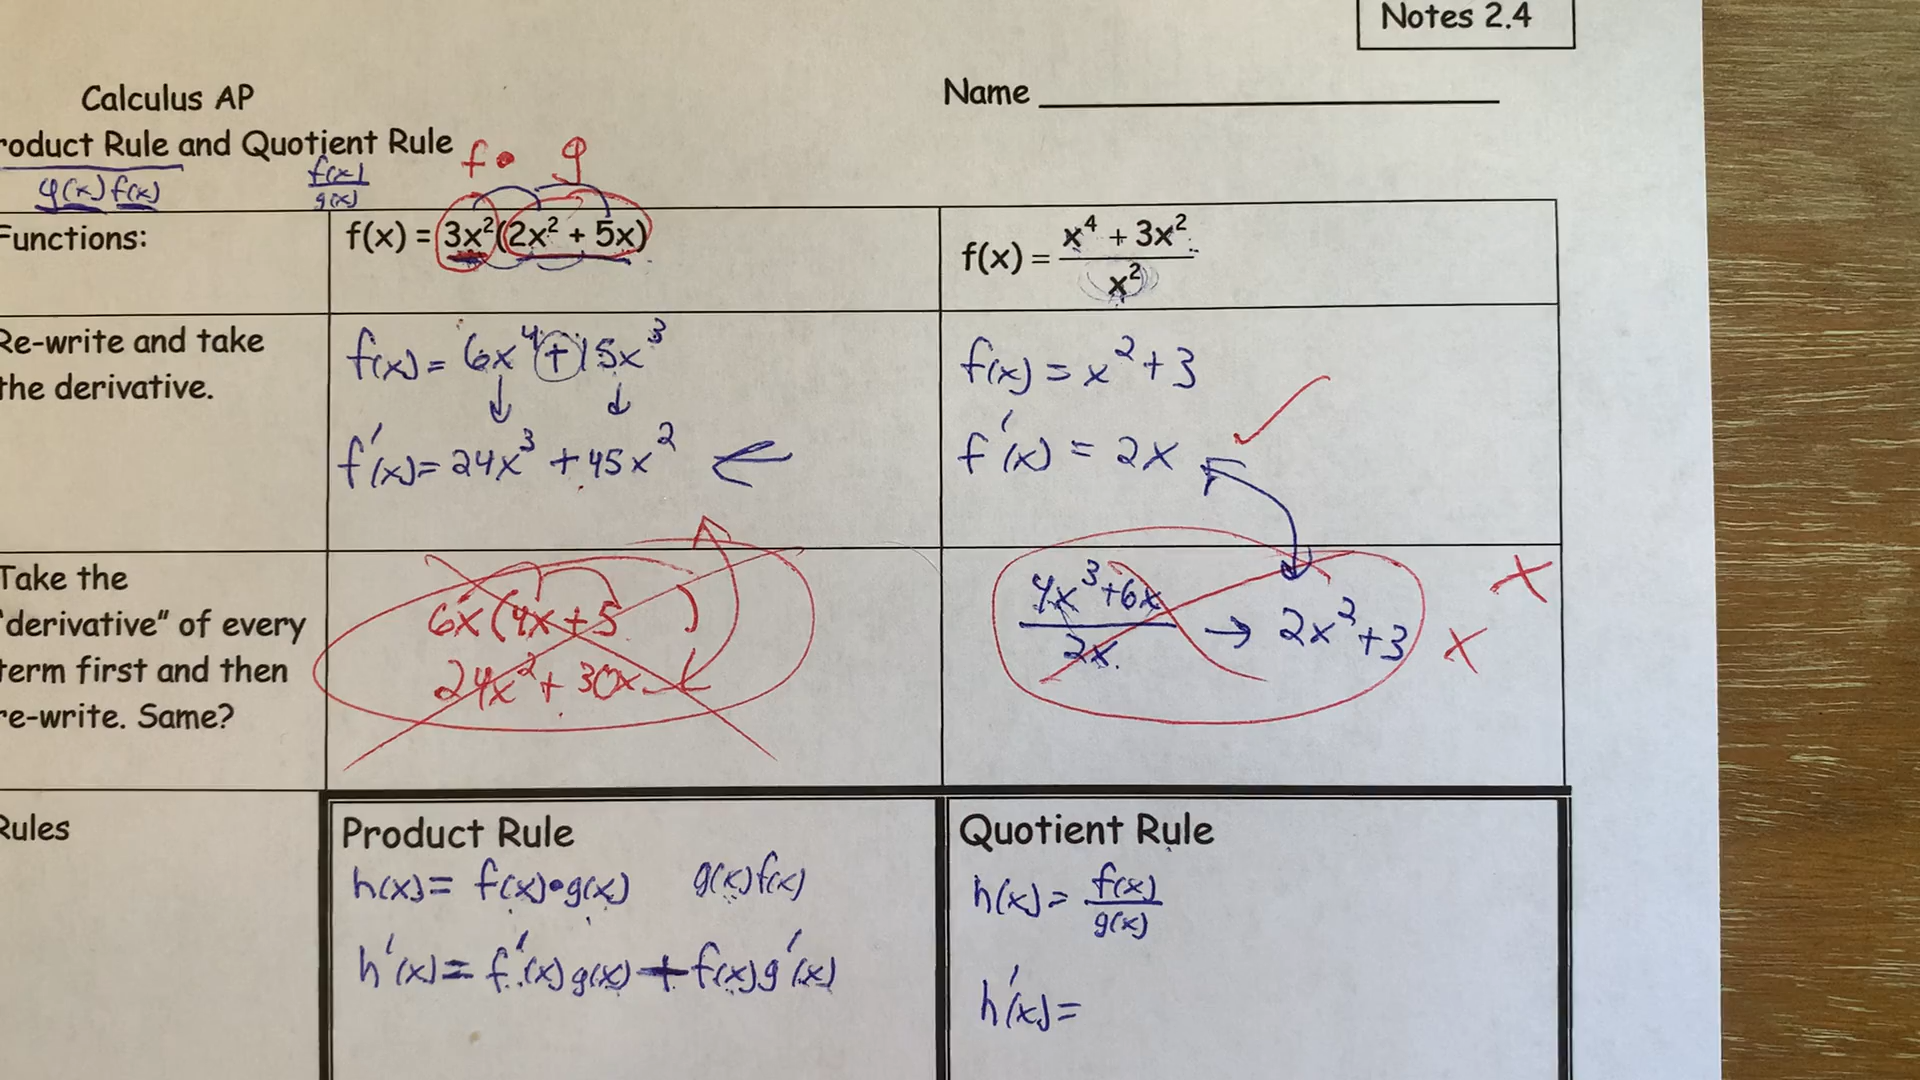 Notes 2.4
Calculus AP
Name
roduct Rule and Quotient Rule
f • g
g(x) f(x)
f(x)
g(x)
Functions:
f(x) = 3x²(2x² + 5x)
f(x) = x⁴ + 3x² / x²
Re-write and take
the derivative.
f(x) = 6x⁴ + 15x³
f'(x) = 24x³ + 45x²
f(x) = x² + 3
f'(x) = 2x
Take the
"derivative" of every
term first and then
re-write. Same?
6x(4x + 5 )
24x² + 30x
4x³ + 6x / 2x → 2x² + 3
Rules
Product Rule
h(x) = f(x) • g(x) g(x) f(x)
h'(x) = f'(x) g(x) + f(x) g'(x)
Quotient Rule
h(x) = f(x) / g(x)
h'(x) =